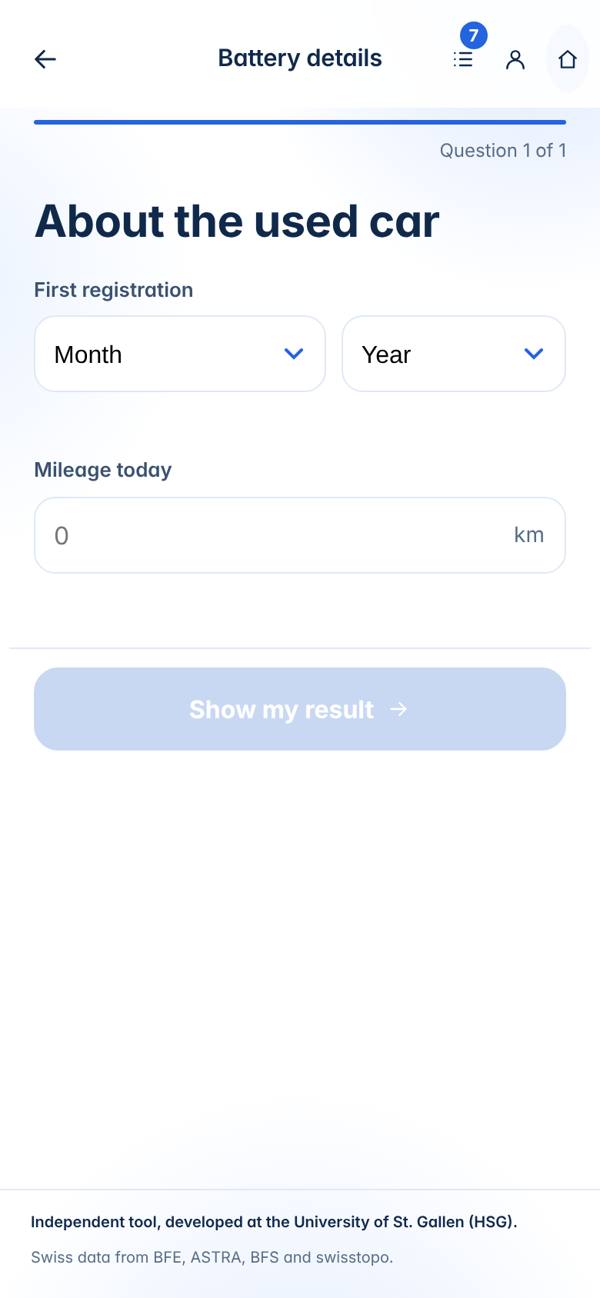 Battery details
7
Question 1 of 1
About the used car
First registration
Month
Year
Mileage today
0
km
Show my result →
Independent tool, developed at the University of St. Gallen (HSG).
Swiss data from BFE, ASTRA, BFS and swisstopo.